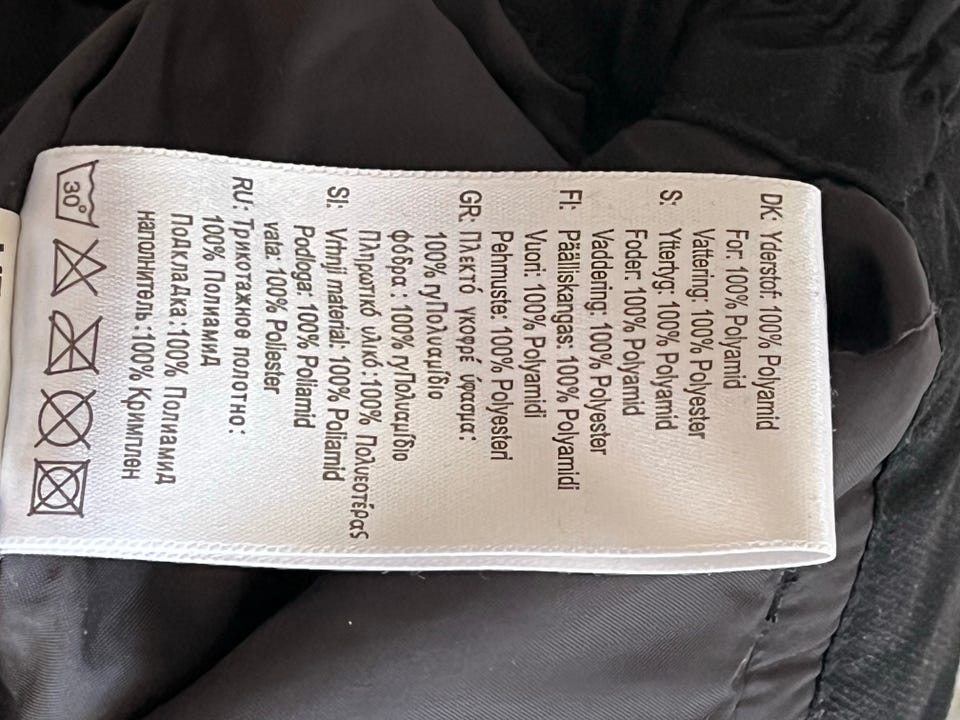 DK: Yderstof: 100% Polyamid
For: 100% Polyamid
Vattering: 100% Polyester
S: Yttertyg: 100% Polyamid
Foder: 100% Polyamid
Vaddering: 100% Polyester
FI: Päälliskangas: 100% Polyamidi
Vuori: 100% Polyamidi
Pehmuste: 100% Polyesteri
GR: Πλεκτό γκοφρέ ύφασμα:
100% ηγΠολυναμίδιο
φόδρα: 100% ηγΠολυαμίδιο
Πληρωτικό υλικό:100% Πολυεστέρας
SI: Vrhnji material: 100% Poliamid
Podloga: 100% Poliamid
vata: 100% Poliester
RU: Трикотажное полотно:
100% Полиамид
Подкладка:100% Полиамид
наполнитель:100% Кримплен
30°